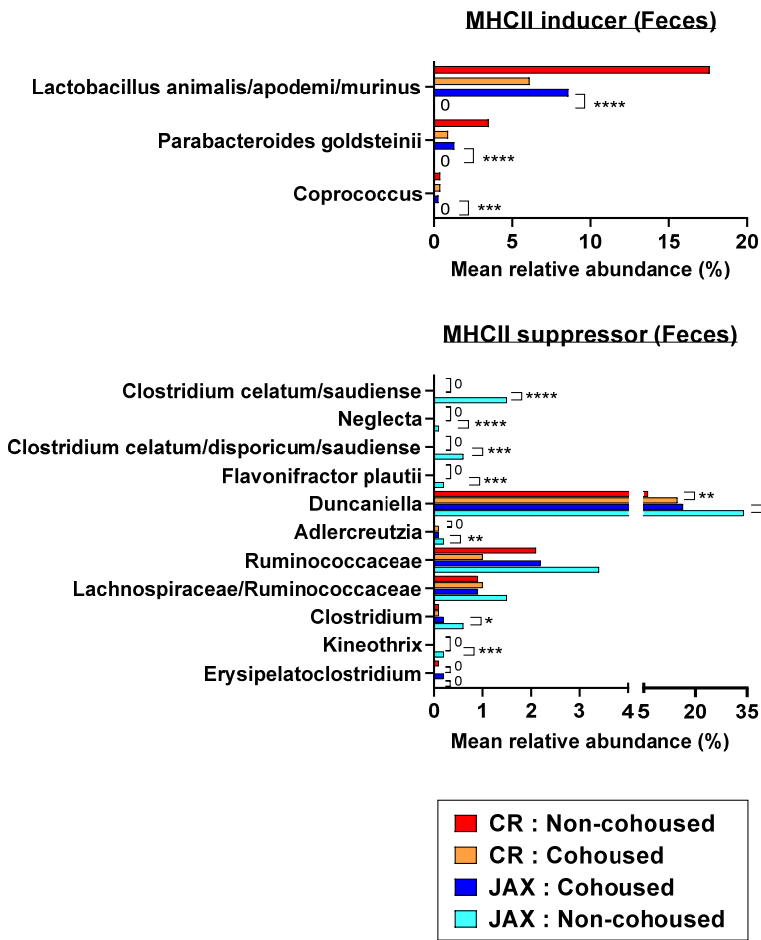 MHCII inducer (Feces)
Lactobacillus animalis/apodemi/murinus
0
****
Parabacteroides goldsteinii
0
****
Coprococcus
0
***
0 5 10 15 20
Mean relative abundance (%)
MHCII suppressor (Feces)
Clostridium celatum/saudiense
0
****
Neglecta
0
****
Clostridium celatum/disporicum/saudiense
0
***
Flavonifractor plautii
0
***
Duncaniella
**
Adlercreutzia
0
**
Ruminococcaceae
Lachnospiraceae/Ruminococcaceae
Clostridium
*
Kineothrix
0
***
Erysipelatoclostridium
0
0
0 1 2 3 4 5 20 35
Mean relative abundance (%)
CR : Non-cohoused
CR : Cohoused
JAX : Cohoused
JAX : Non-cohoused